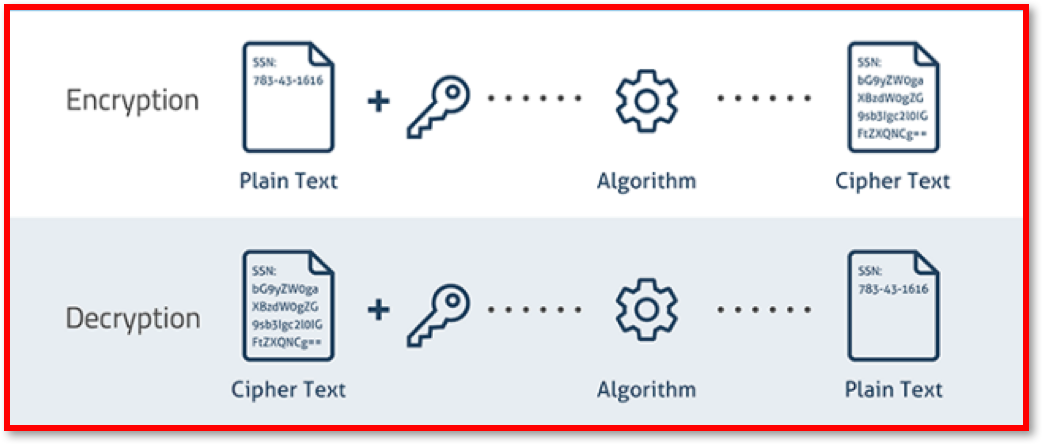 Encryption
SSN:
783-43-1616
+
Plain Text
Algorithm
SSN:
bG9yZW0ga
XBzdW0gZG
9sb3Igc2l0IG
FtZXQNCg==
Cipher Text
Decryption
SSN:
bG9yZW0ga
XBzdW0gZG
9sb3Igc2l0IG
FtZXQNCg==
+
Cipher Text
Algorithm
SSN:
783-43-1616
Plain Text